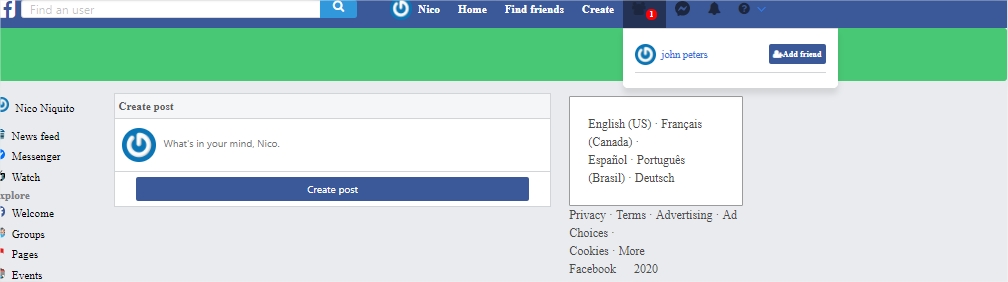 f Find an user Nico Home Find friends Create 1
john peters Add friend
Nico Niquito
News feed
Messenger
Watch
xplore
Welcome
Groups
Pages
Events
Create post
What's in your mind, Nico.
Create post
English (US) · Français
(Canada) ·
Español · Português
(Brasil) · Deutsch
Privacy · Terms · Advertising · Ad
Choices ·
Cookies · More
Facebook 2020